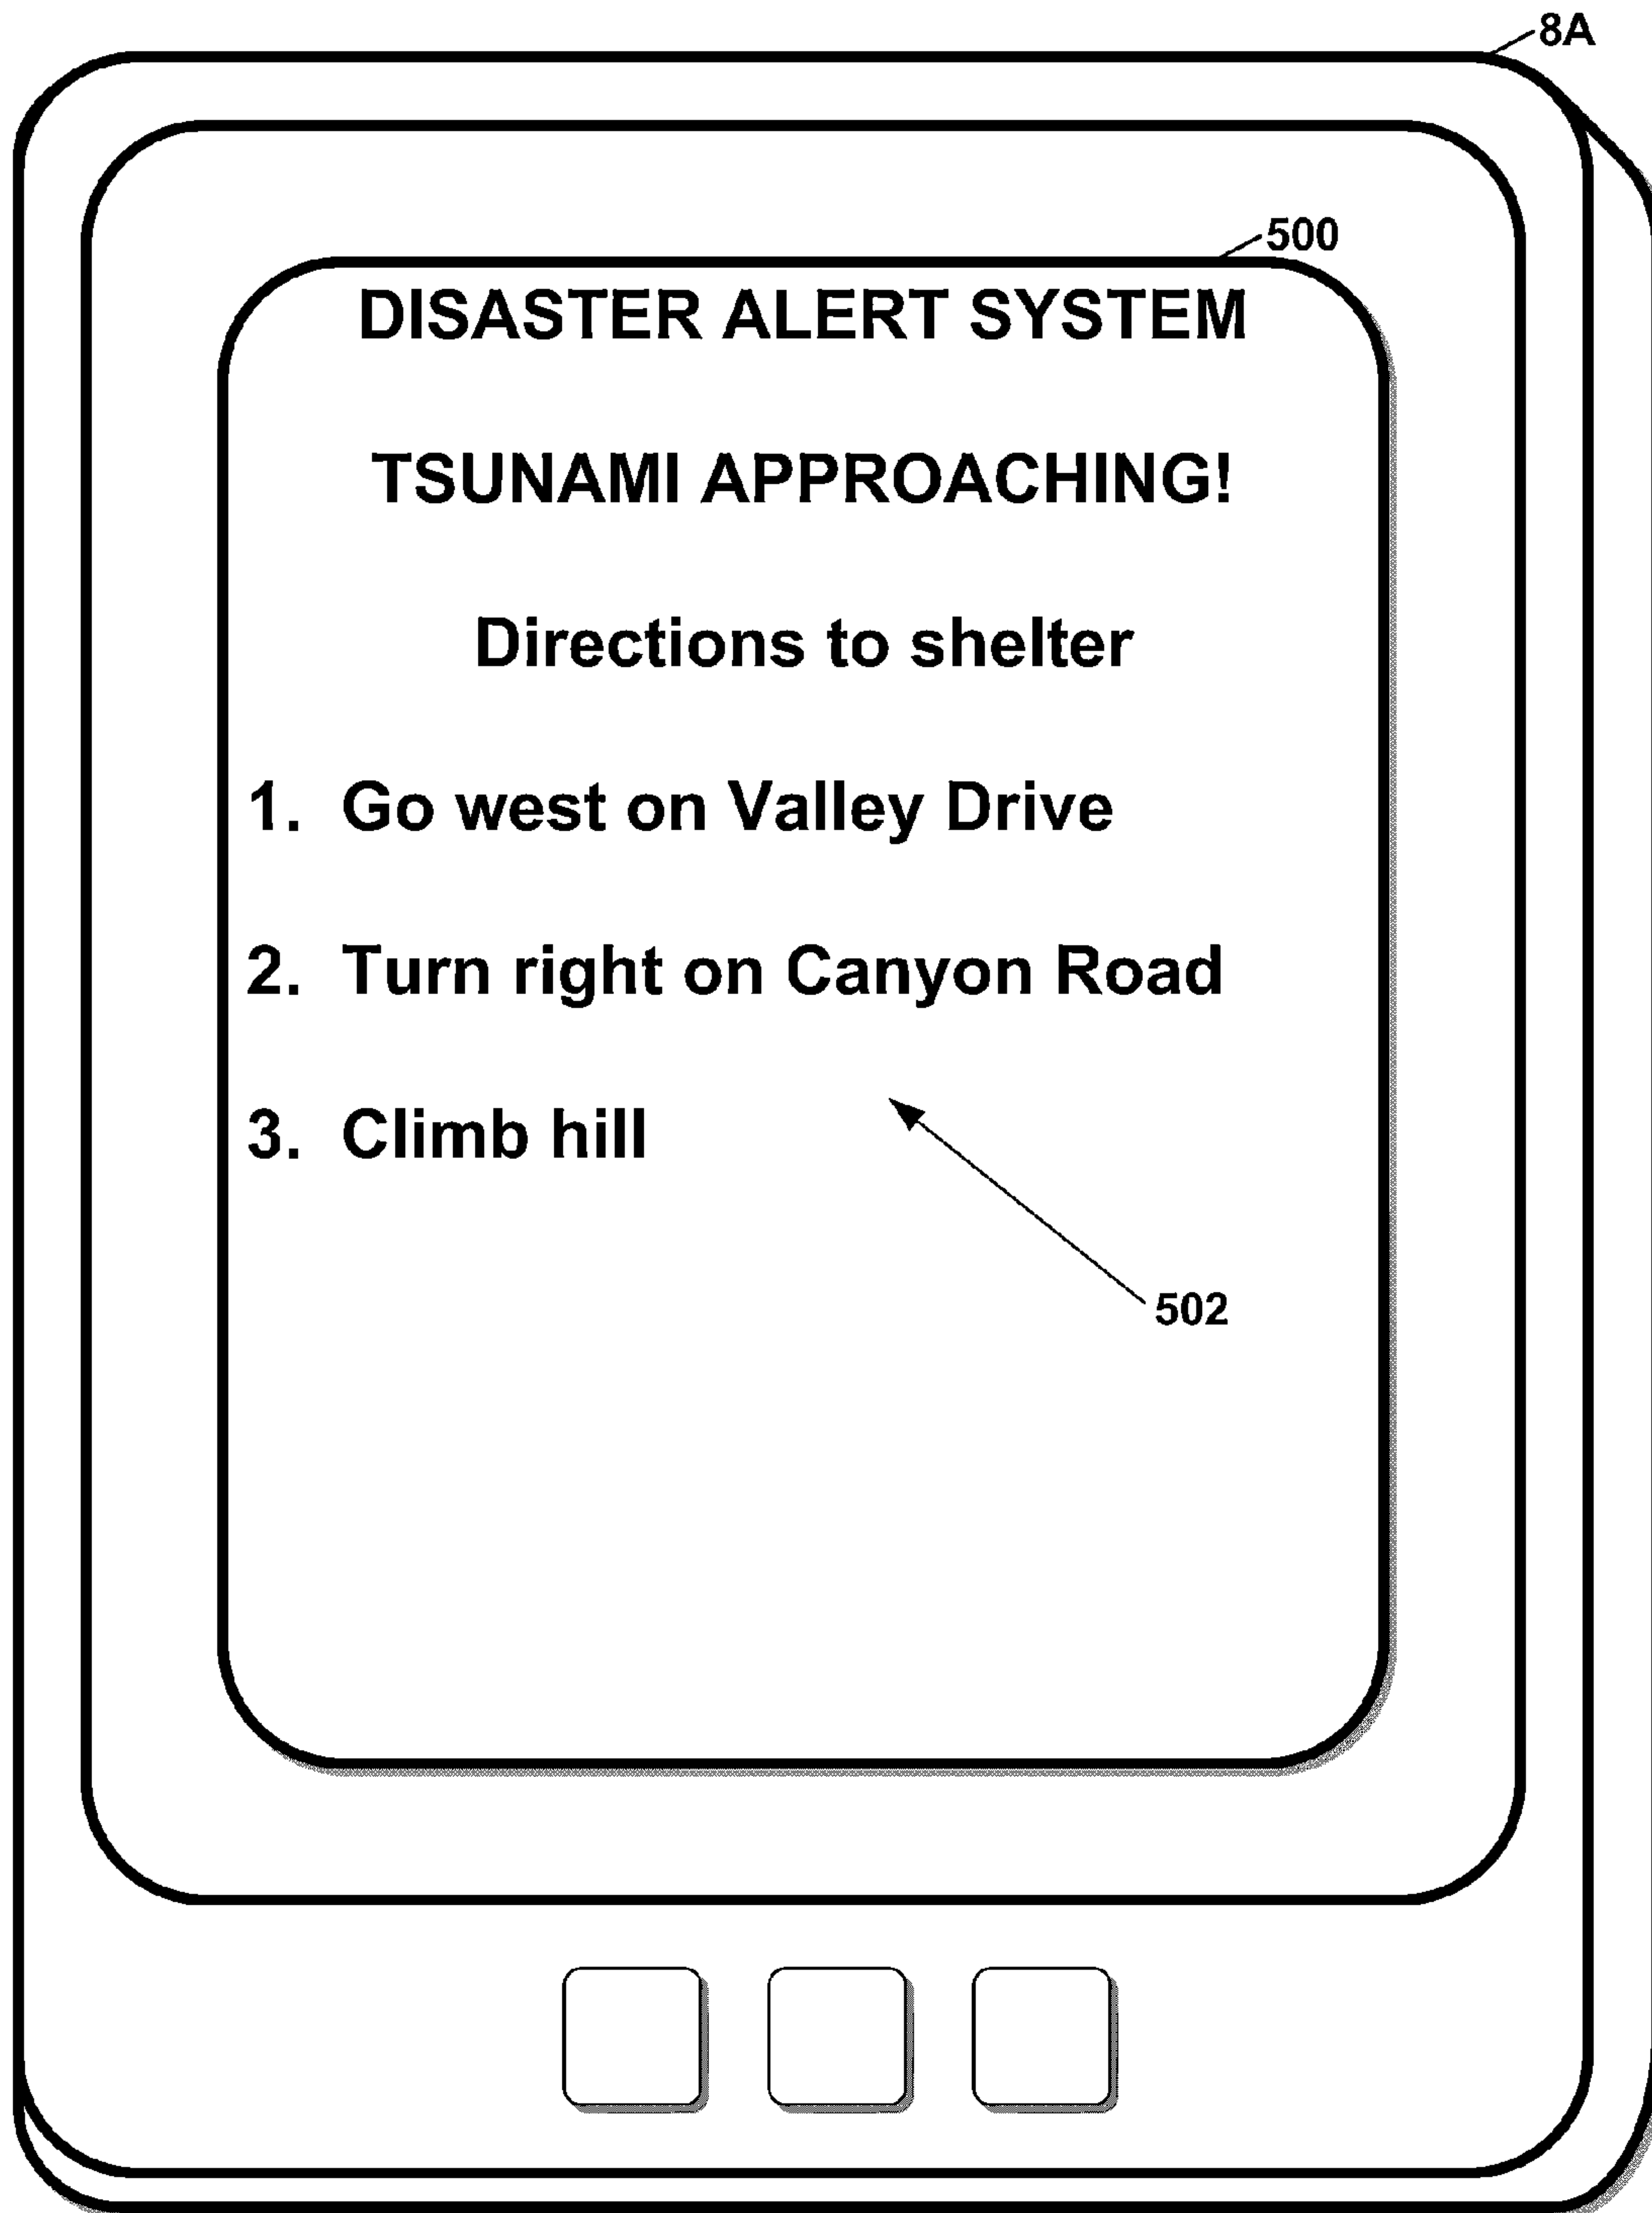 8A
500
DISASTER ALERT SYSTEM
TSUNAMI APPROACHING!
Directions to shelter
1. Go west on Valley Drive
2. Turn right on Canyon Road
3. Climb hill
502